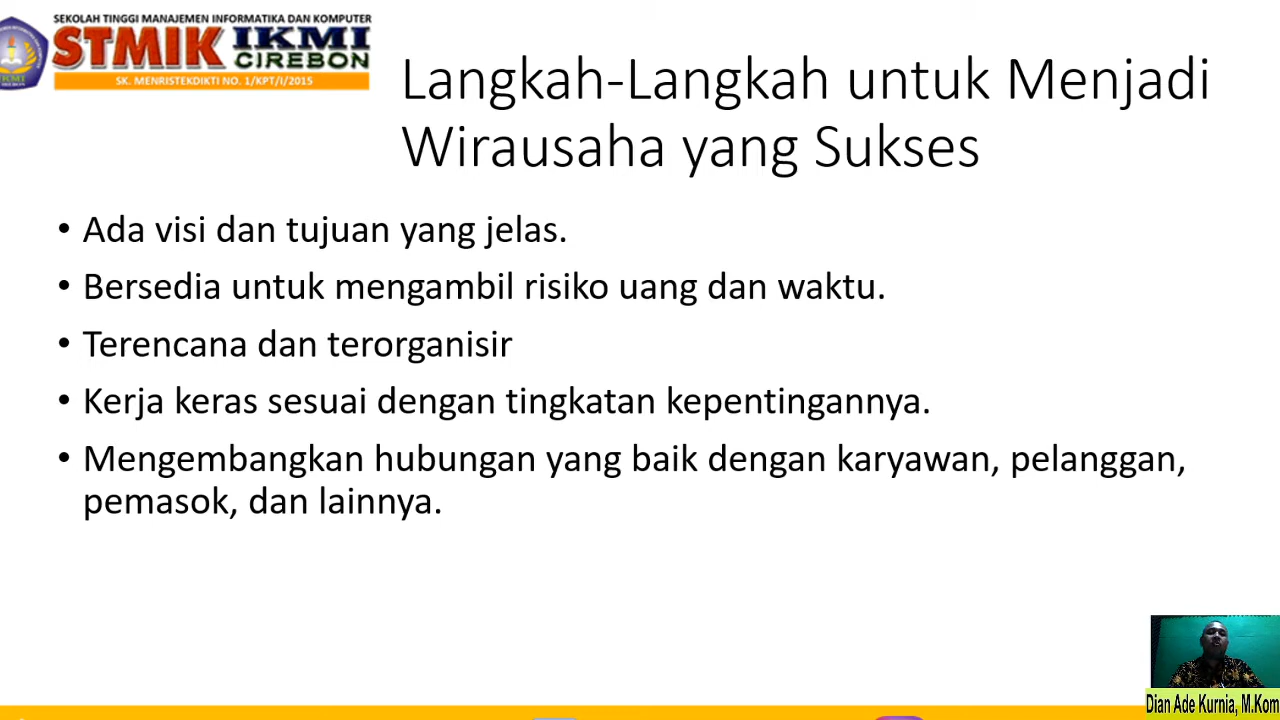 SEKOLAH TINGGI MANAJEMEN INFORMATIKA DAN KOMPUTER
STMIK IKMI
CIREBON
SK. MENRISTEKDIKTI NO. 1/KPT/I/2015
Langkah-Langkah untuk Menjadi
Wirausaha yang Sukses
• Ada visi dan tujuan yang jelas.
• Bersedia untuk mengambil risiko uang dan waktu.
• Terencana dan terorganisir
• Kerja keras sesuai dengan tingkatan kepentingannya.
• Mengembangkan hubungan yang baik dengan karyawan, pelanggan,
pemasok, dan lainnya.
Dian Ade Kurnia, M.Kom